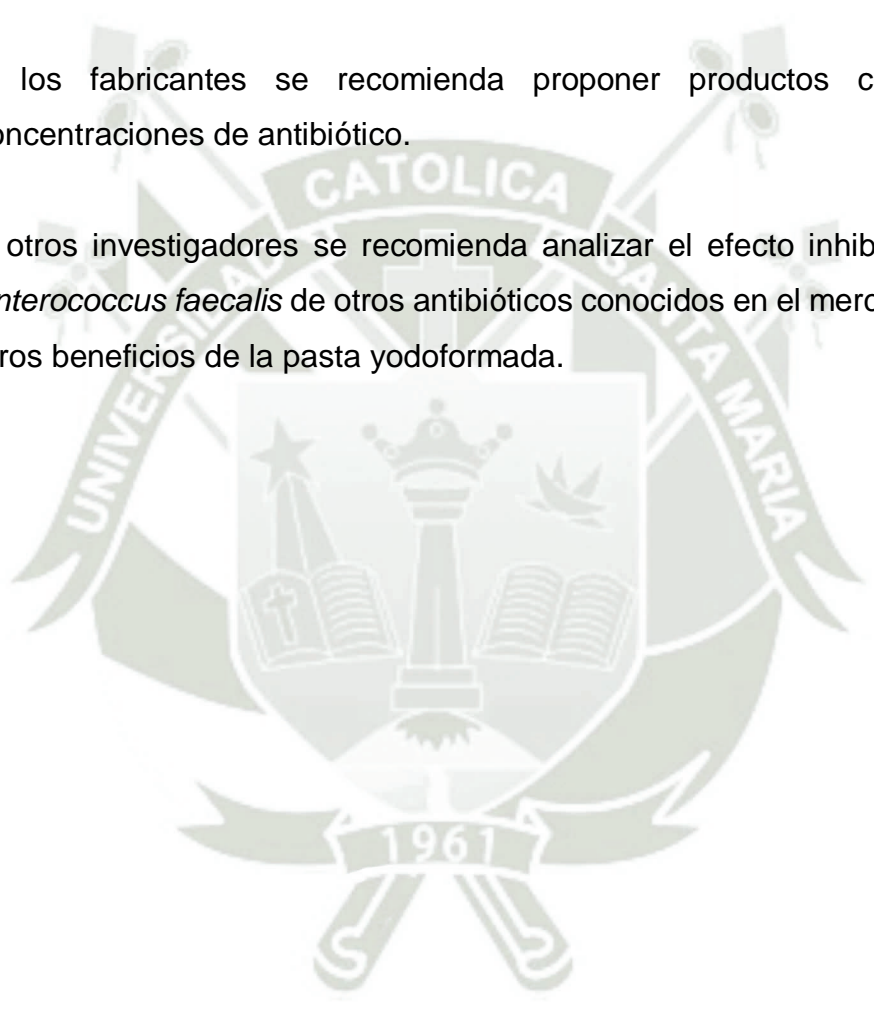 los fabricantes se recomienda proponer productos c
oncentraciones de antibiótico.
otros investigadores se recomienda analizar el efecto inhib
nterococcus faecalis de otros antibióticos conocidos en el merc
ros beneficios de la pasta yodoformada.
UNIVERSIDAD CATOLICA SANTA MARIA
1961